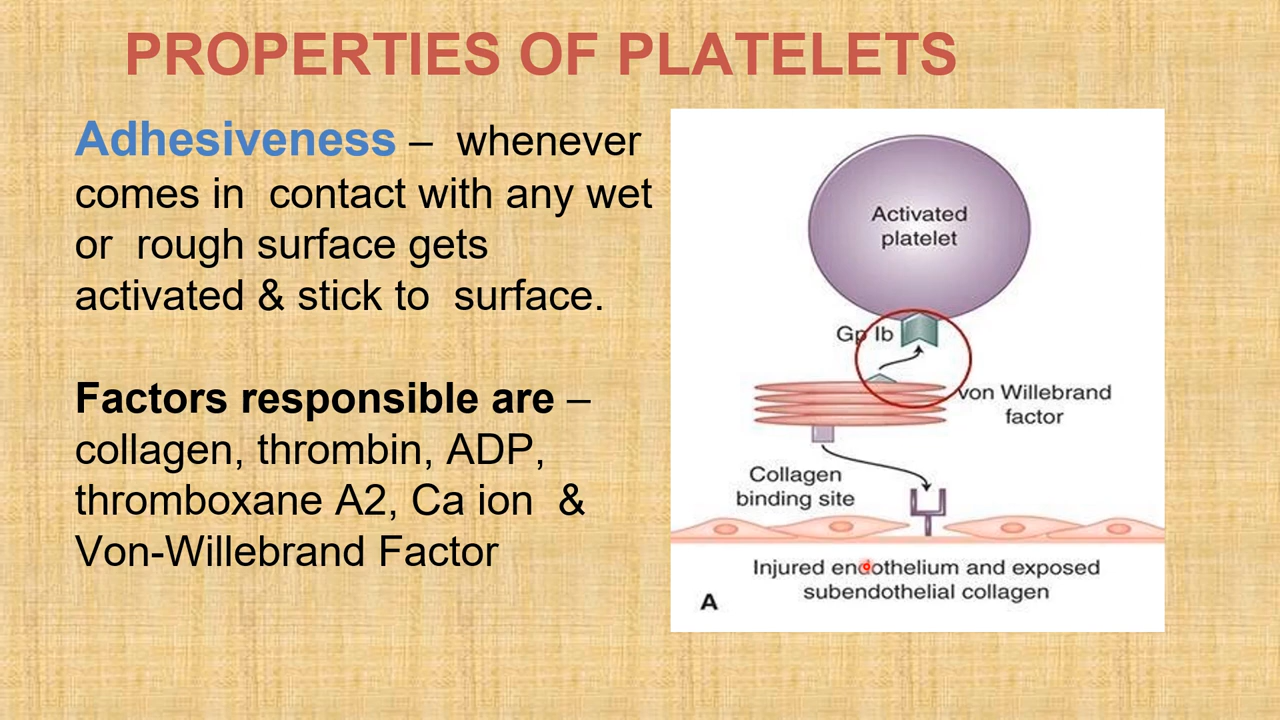 PROPERTIES OF PLATELETS
Adhesiveness – whenever
comes in contact with any wet
or rough surface gets
activated & stick to surface.
Factors responsible are –
collagen, thrombin, ADP,
thromboxane A2, Ca ion &
Von-Willebrand Factor
Activated
platelet
Gp Ib
von Willebrand
factor
Collagen
binding site
Injured endothelium and exposed
subendothelial collagen
A